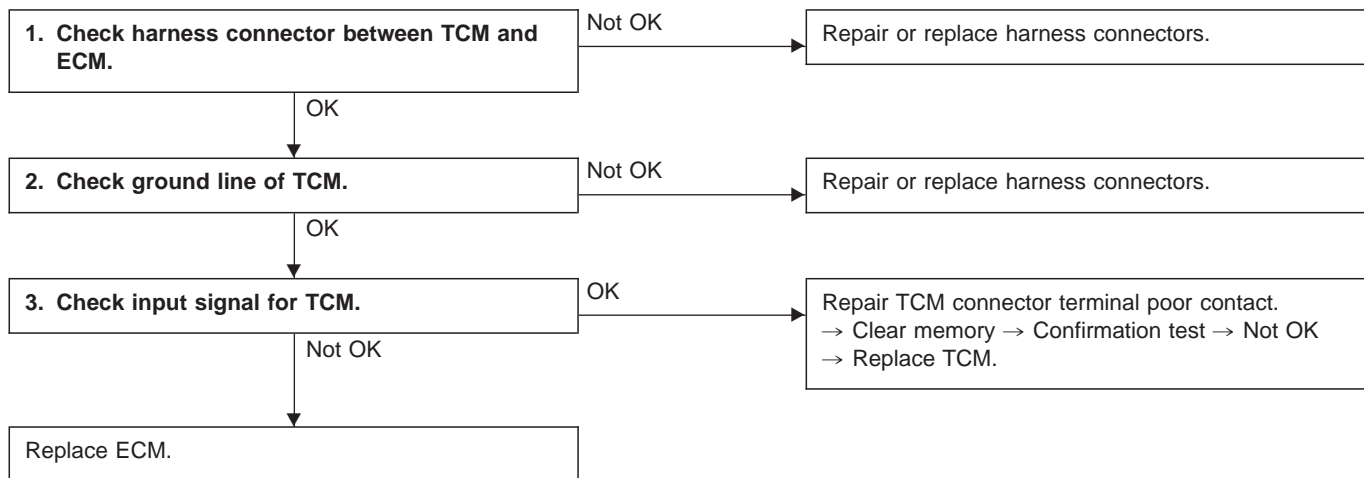 1. Check harness connector between TCM and
ECM.
Not OK
Repair or replace harness connectors.
OK
2. Check ground line of TCM.
Not OK
Repair or replace harness connectors.
OK
3. Check input signal for TCM.
OK
Repair TCM connector terminal poor contact.
→ Clear memory → Confirmation test → Not OK
→ Replace TCM.
Not OK
Replace ECM.